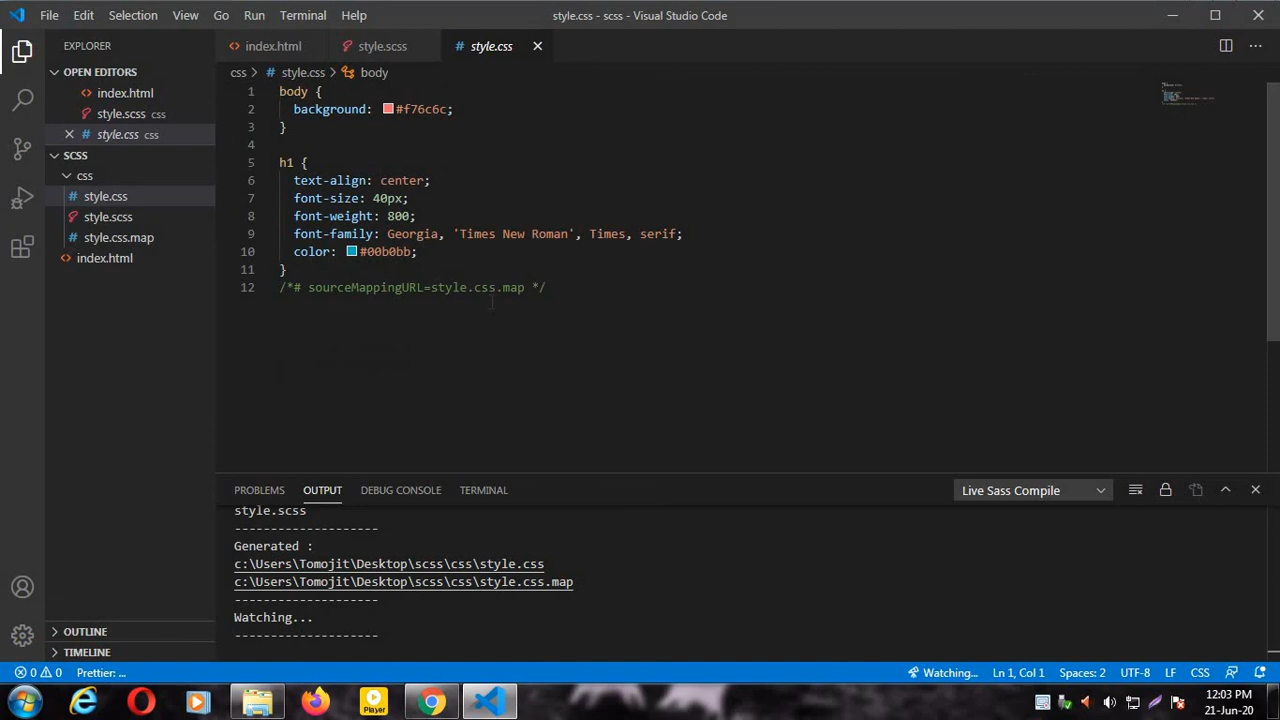 File Edit Selection View Go Run Terminal Help
style.css - scss - Visual Studio Code
EXPLORER
OPEN EDITORS
index.html
style.scss css
style.css css
SCSS
css
style.css
style.scss
style.css.map
index.html
OUTLINE
TIMELINE
index.html style.scss style.css
css > style.css > body
1 body {
2 background: #f76c6c;
3 }
4
5 h1 {
6 text-align: center;
7 font-size: 40px;
8 font-weight: 800;
9 font-family: Georgia, 'Times New Roman', Times, serif;
10 color: #00b0bb;
11 }
12 /*# sourceMappingURL=style.css.map */
PROBLEMS OUTPUT DEBUG CONSOLE TERMINAL
Live Sass Compile
style.scss
--------------------
Generated :
c:\Users\Tomojit\Desktop\scss\css\style.css
c:\Users\Tomojit\Desktop\scss\css\style.css.map
--------------------
Watching...
--------------------
0 0 Prettier: ... Watching... Ln 1, Col 1 Spaces: 2 UTF-8 LF CSS
Player
12:03 PM
21-Jun-20